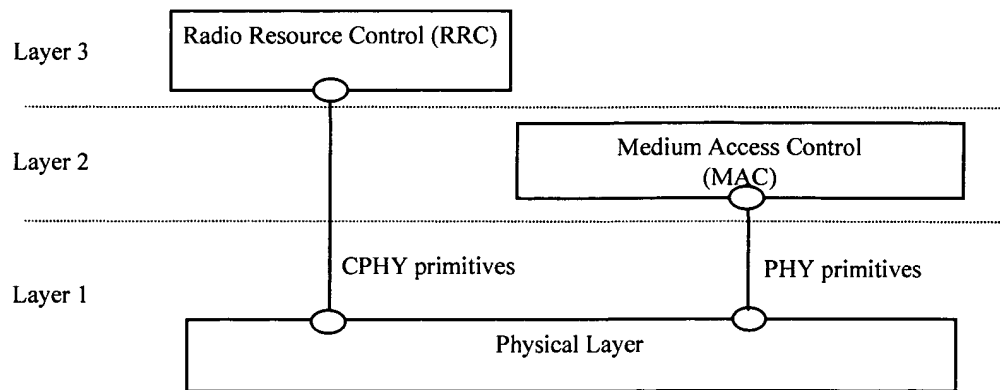 Radio Resource Control (RRC)
Layer 3
Medium Access Control
(MAC)
Layer 2
CPHY primitives
PHY primitives
Layer 1
Physical Layer